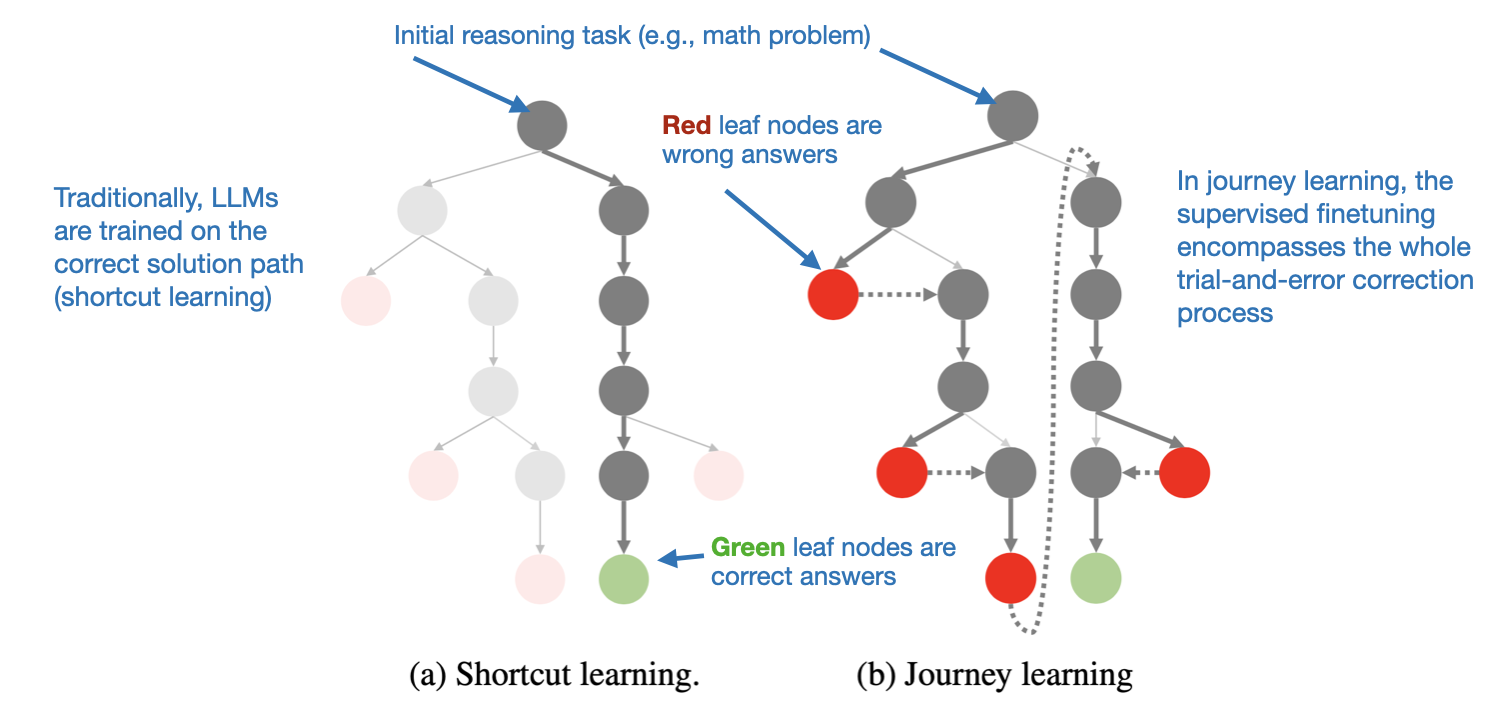 Initial reasoning task (e.g., math problem)
Red leaf nodes are
wrong answers
Traditionally, LLMs
are trained on the
correct solution path
(shortcut learning)
In journey learning, the
supervised finetuning
encompasses the whole
trial-and-error correction
process
Green leaf nodes are
correct answers
(a) Shortcut learning.
(b) Journey learning